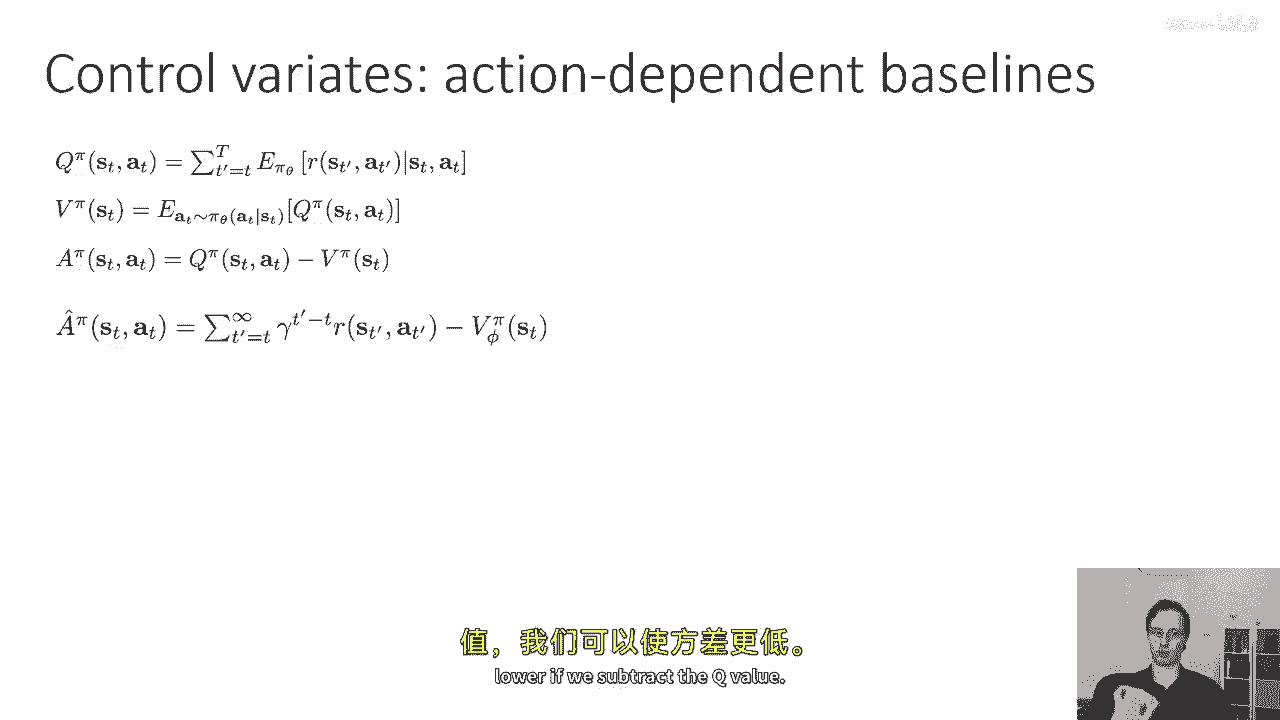 Control variates: action-dependent baselines
$Q^{\pi}(\mathbf{s}_t, \mathbf{a}_t) = \sum_{t'=t}^{T} E_{\pi_\theta} [r(\mathbf{s}_{t'}, \mathbf{a}_{t'})|\mathbf{s}_t, \mathbf{a}_t]$
$V^{\pi}(\mathbf{s}_t) = E_{\mathbf{a}_t \sim \pi_\theta(\mathbf{a}_t|\mathbf{s}_t)}[Q^{\pi}(\mathbf{s}_t, \mathbf{a}_t)]$
$A^{\pi}(\mathbf{s}_t, \mathbf{a}_t) = Q^{\pi}(\mathbf{s}_t, \mathbf{a}_t) - V^{\pi}(\mathbf{s}_t)$
$\hat{A}^{\pi}(\mathbf{s}_t, \mathbf{a}_t) = \sum_{t'=t}^{\infty} \gamma^{t'-t} r(\mathbf{s}_{t'}, \mathbf{a}_{t'}) - V_{\phi}^{\pi}(\mathbf{s}_t)$
值，我们可以使方差更低。
lower if we subtract the Q value.